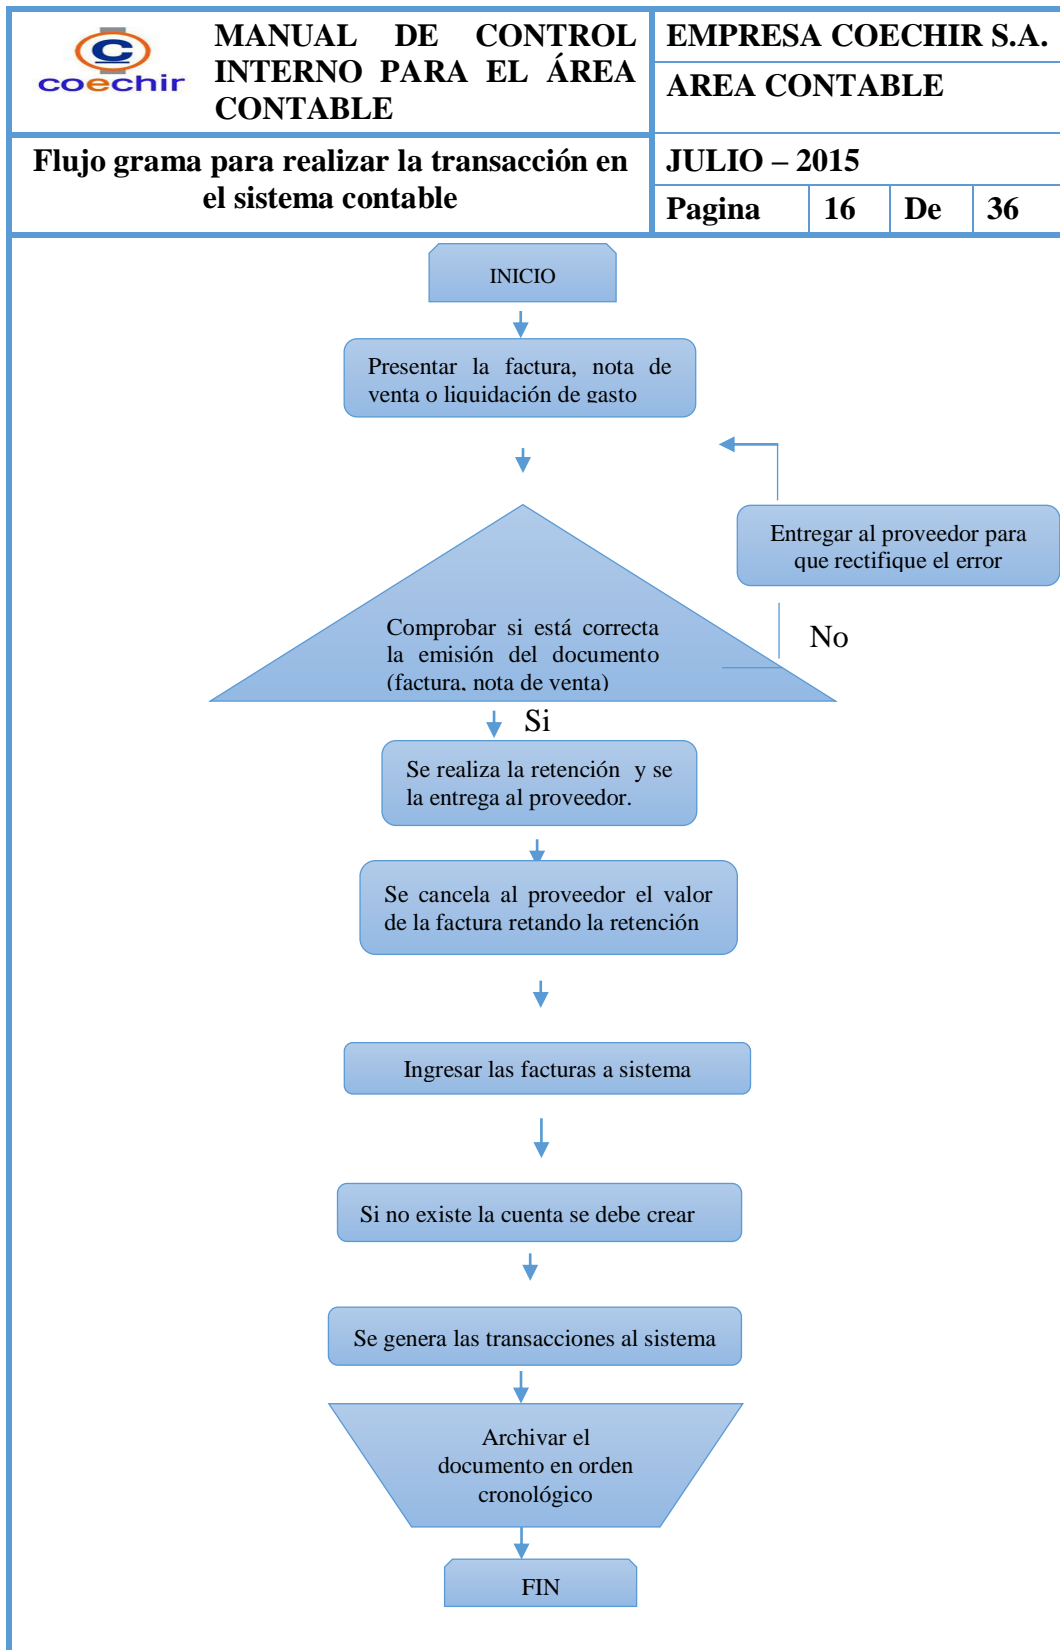 C
coechir
MANUAL DE CONTROL
INTERNO PARA EL ÁREA
CONTABLE
EMPRESA COECHIR S.A.
AREA CONTABLE
Flujo grama para realizar la transacción en
el sistema contable
JULIO – 2015
Pagina 16 De 36
INICIO
Presentar la factura, nota de
venta o liquidación de gasto
Entregar al proveedor para
que rectifique el error
Comprobar si está correcta
la emisión del documento
(factura, nota de venta)
No
Si
Se realiza la retención y se
la entrega al proveedor.
Se cancela al proveedor el valor
de la factura retando la retención
Ingresar las facturas a sistema
Si no existe la cuenta se debe crear
Se genera las transacciones al sistema
Archivar el
documento en orden
cronológico
FIN